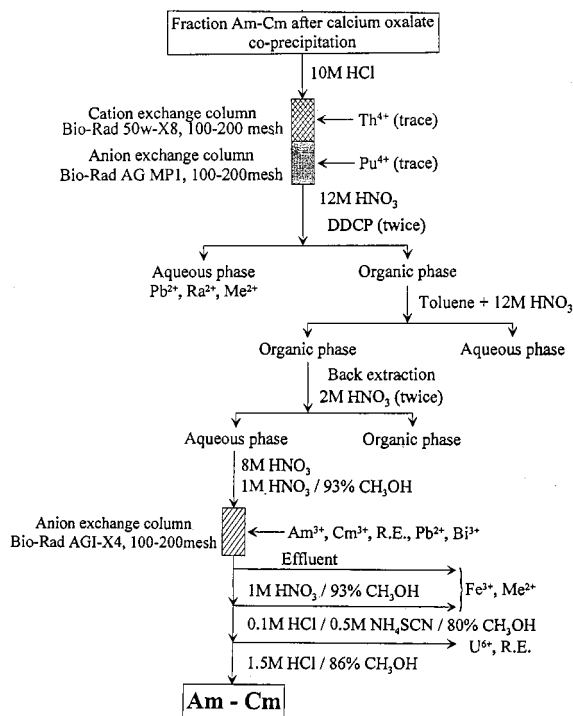 Fraction Am-Cm after calcium oxalate
co-precipitation
10M HCl
Cation exchange column
Bio-Rad 50w-X8, 100-200 mesh
Th⁴⁺ (trace)
Anion exchange column
Bio-Rad AG MP1, 100-200mesh
Pu⁴⁺ (trace)
12M HNO₃
DDCP (twice)
Aqueous phase
Pb²⁺, Ra²⁺, Me²⁺
Organic phase
Toluene + 12M HNO₃
Organic phase
Aqueous phase
Back extraction
2M HNO₃ (twice)
Aqueous phase
Organic phase
8M HNO₃
1M HNO₃ / 93% CH₃OH
Anion exchange column
Bio-Rad AGI-X4, 100-200mesh
Am³⁺, Cm³⁺, R.E., Pb²⁺, Bi³⁺
Effluent
1M HNO₃ / 93% CH₃OH
Fe³⁺, Me²⁺
0.1M HCl / 0.5M NH₄SCN / 80% CH₃OH
U⁶⁺, R.E.
1.5M HCl / 86% CH₃OH
Am - Cm